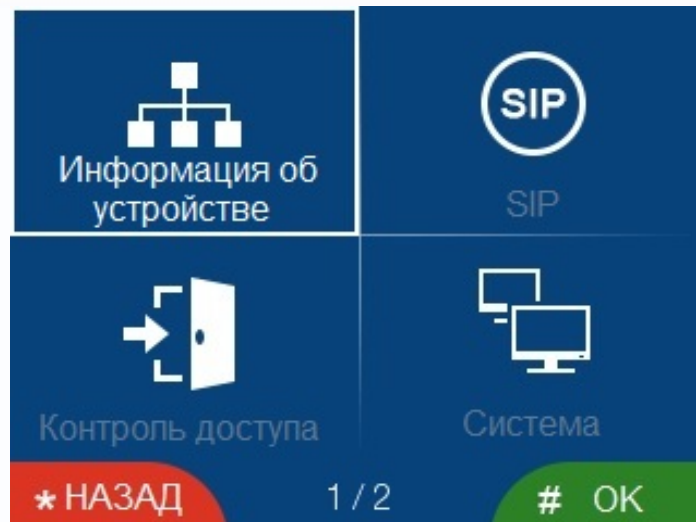 SIP
Информация об
устройстве
SIP
Контроль доступа
Система
* НАЗАД
1 / 2
# OK